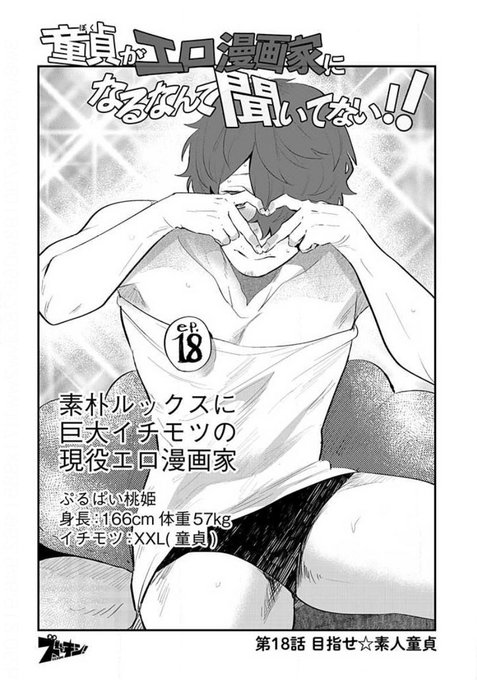 童貞がエロ漫画家に
ぼく
なるなんて聞いてない!!
ep.
18
素朴ルックスに
巨大イチモツの
現役エロ漫画家
ぷるぱい桃姫
身長:166cm 体重57kg
イチモツ:XXL(童貞)
第18話 目指せ☆素人童貞